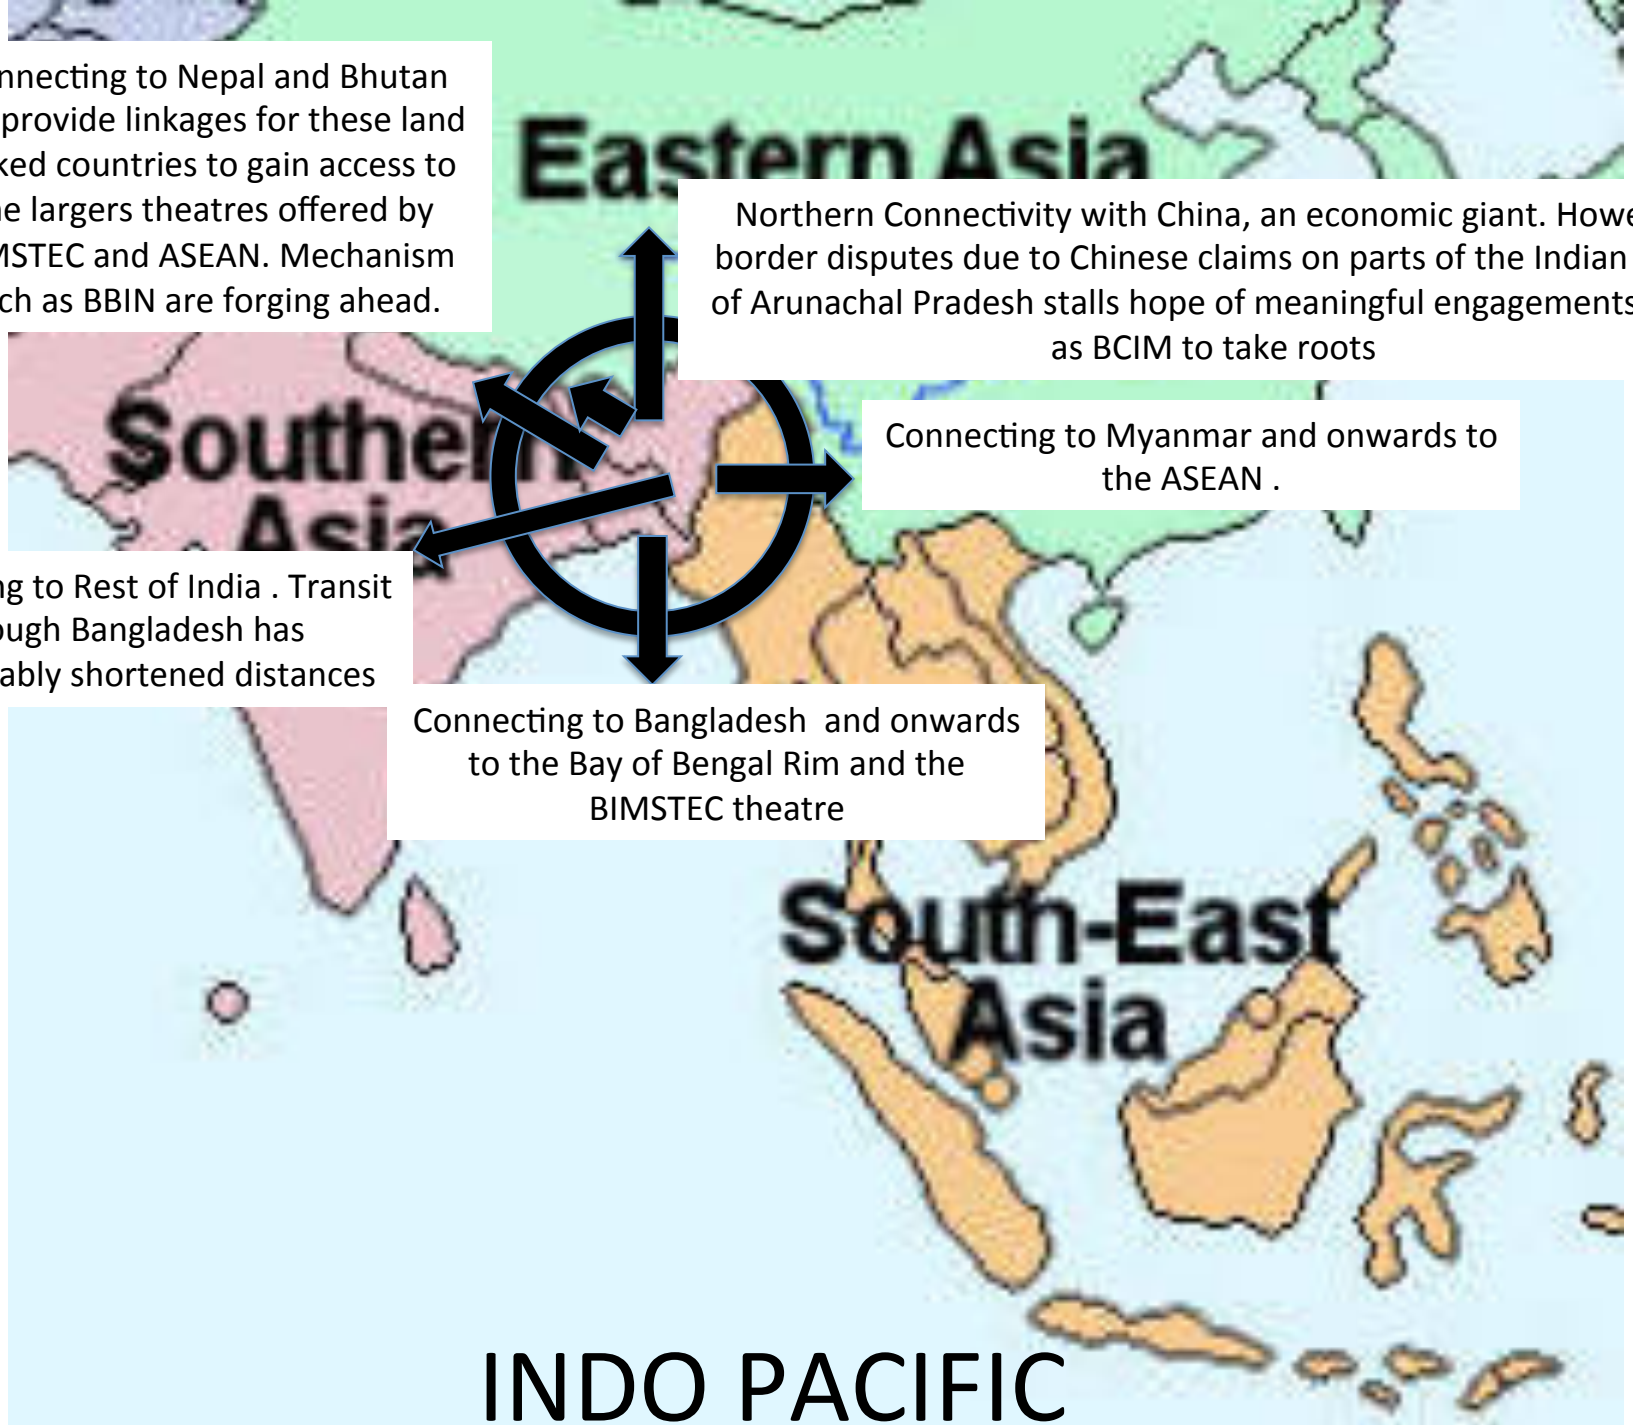 nnecting to Nepal and Bhutan
provide linkages for these land
ked countries to gain access to
e largers theatres offered by
MSTEC and ASEAN. Mechanism
ch as BBIN are forging ahead.
Eastern Asia
Northern Connectivity with China, an economic giant. Howe
border disputes due to Chinese claims on parts of the Indian
of Arunachal Pradesh stalls hope of meaningful engagements
as BCIM to take roots
Southern
Asia
Connecting to Myanmar and onwards to
the ASEAN .
ng to Rest of India . Transit
ough Bangladesh has
ably shortened distances
Connecting to Bangladesh and onwards
to the Bay of Bengal Rim and the
BIMSTEC theatre
South-East
Asia
INDO PACIFIC